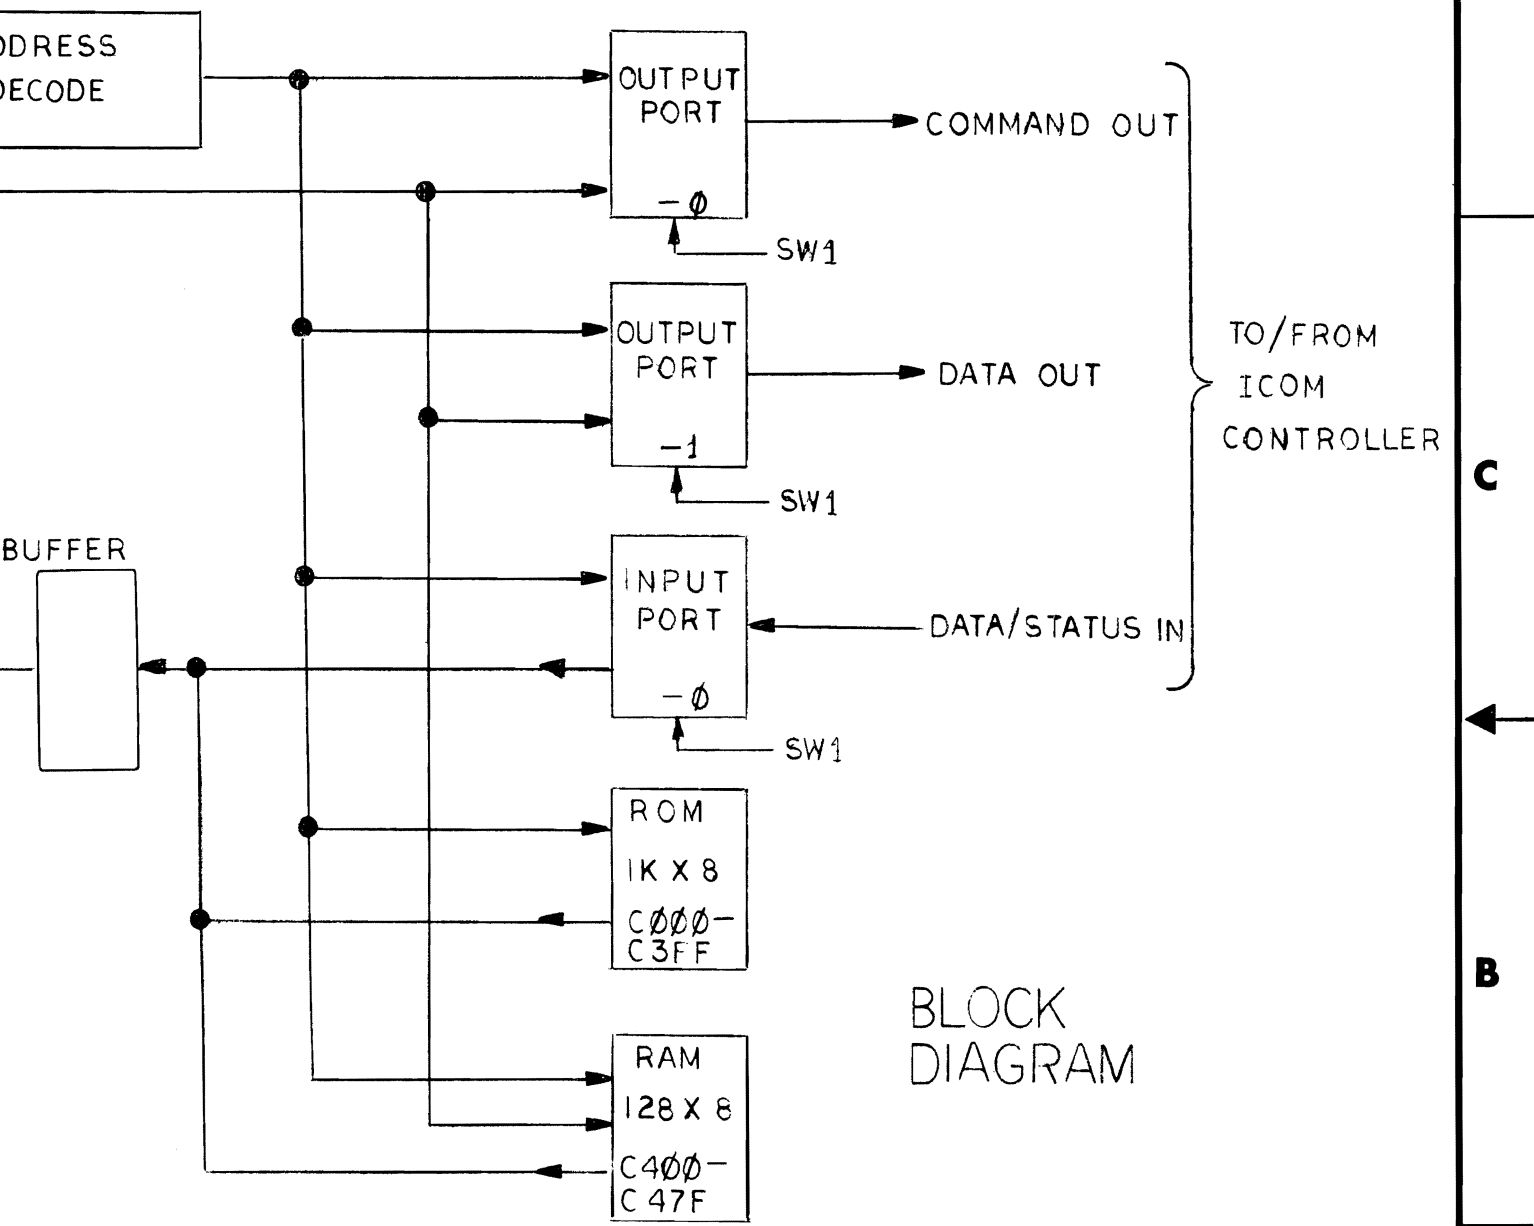 DDRESS
DECODE
OUTPUT
PORT
-Ø
COMMAND OUT
SW1
OUTPUT
PORT
-1
DATA OUT
SW1
TO/FROM
ICOM
CONTROLLER
C
BUFFER
INPUT
PORT
-Ø
DATA/STATUS IN
SW1
ROM
1K X 8
CØØØ-
C3FF
B
BLOCK
DIAGRAM
RAM
128 X 8
C4ØØ-
C47F